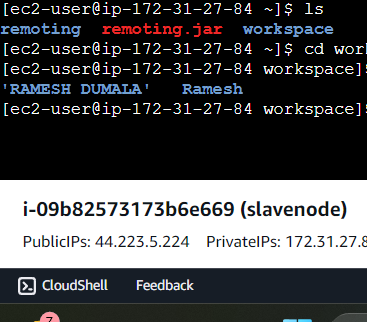 [ec2-user@ip-172-31-27-84 ~]$ ls
remoting remoting.jar workspace
[ec2-user@ip-172-31-27-84 ~]$ cd
[ec2-user@ip-172-31-27-84 workspace]
'RAMESH DUMALA' Ramesh
[ec2-user@ip-172-31-27-84 workspace]
i-09b82573173b6e669 (slavenode)
PublicIPs: 44.223.5.224 PrivateIPs: 172.31.27.8
CloudShell Feedback
7